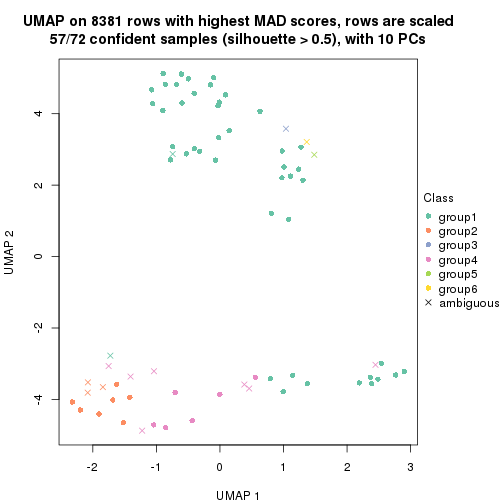 UMAP on 8381 rows with highest MAD scores, rows are scaled
57/72 confident samples (silhouette > 0.5), with 10 PCs
4
2
0
-2
-4
UMAP 2
-2
-1
0
1
2
3
UMAP 1
Class
group1
group2
group3
group4
group5
group6
ambiguous